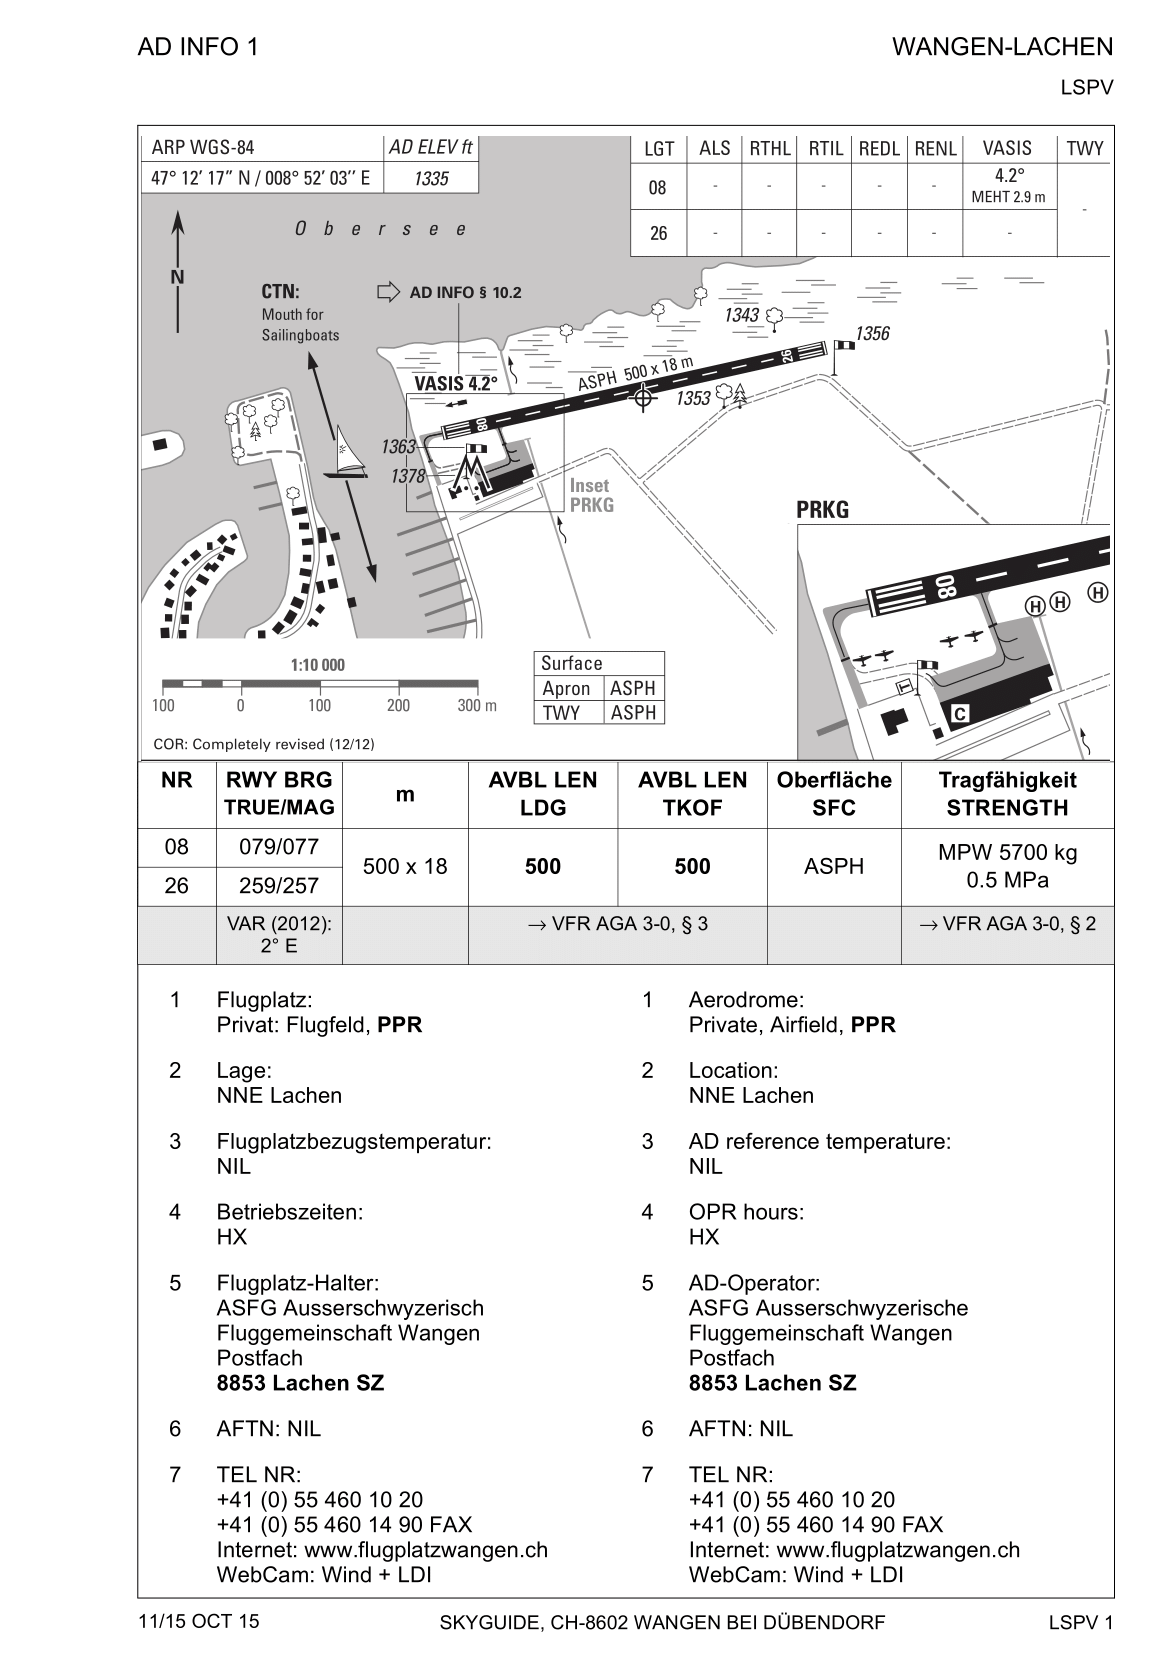 AD INFO 1
WANGEN-LACHEN
LSPV
ARP WGS-84
AD ELEV ft
47° 12’ 17’’ N / 008° 52’ 03’’ E
1335
LGT ALS RTHL RTIL REDL RENL VASIS TWY
08 - - - - - 4.2°
MEHT 2.9 m
-
26 - - - - - -
Obersee
N
CTN:
Mouth for
Sailingboats
AD INFO § 10.2
1343
1356
VASIS 4.2°
ASPH 500 x 18 m
26
1353
08
1363
1378
Inset
PRKG
PRKG
08
H H H
T
C
1:10 000
100 0 100 200 300 m
Surface
Apron ASPH
TWY ASPH
COR: Completely revised (12/12)
NR RWY BRG m AVBL LEN AVBL LEN Oberfläche Tragfähigkeit
TRUE/MAG LDG TKOF SFC STRENGTH
08 079/077
500 x 18 500 500 ASPH MPW 5700 kg
0.5 MPa
26 259/257
VAR (2012): → VFR AGA 3-0, § 3 → VFR AGA 3-0, § 2
2° E
1 Flugplatz:
Privat: Flugfeld, PPR
2 Lage:
NNE Lachen
3 Flugplatzbezugstemperatur:
NIL
4 Betriebszeiten:
HX
5 Flugplatz-Halter:
ASFG Ausserschwyzerisch
Fluggemeinschaft Wangen
Postfach
8853 Lachen SZ
6 AFTN: NIL
7 TEL NR:
+41 (0) 55 460 10 20
+41 (0) 55 460 14 90 FAX
Internet: www.flugplatzwangen.ch
WebCam: Wind + LDI
1 Aerodrome:
Private, Airfield, PPR
2 Location:
NNE Lachen
3 AD reference temperature:
NIL
4 OPR hours:
HX
5 AD-Operator:
ASFG Ausserschwyzerische
Fluggemeinschaft Wangen
Postfach
8853 Lachen SZ
6 AFTN: NIL
7 TEL NR:
+41 (0) 55 460 10 20
+41 (0) 55 460 14 90 FAX
Internet: www.flugplatzwangen.ch
WebCam: Wind + LDI
11/15 OCT 15
SKYGUIDE, CH-8602 WANGEN BEI DÜBENDORF
LSPV 1